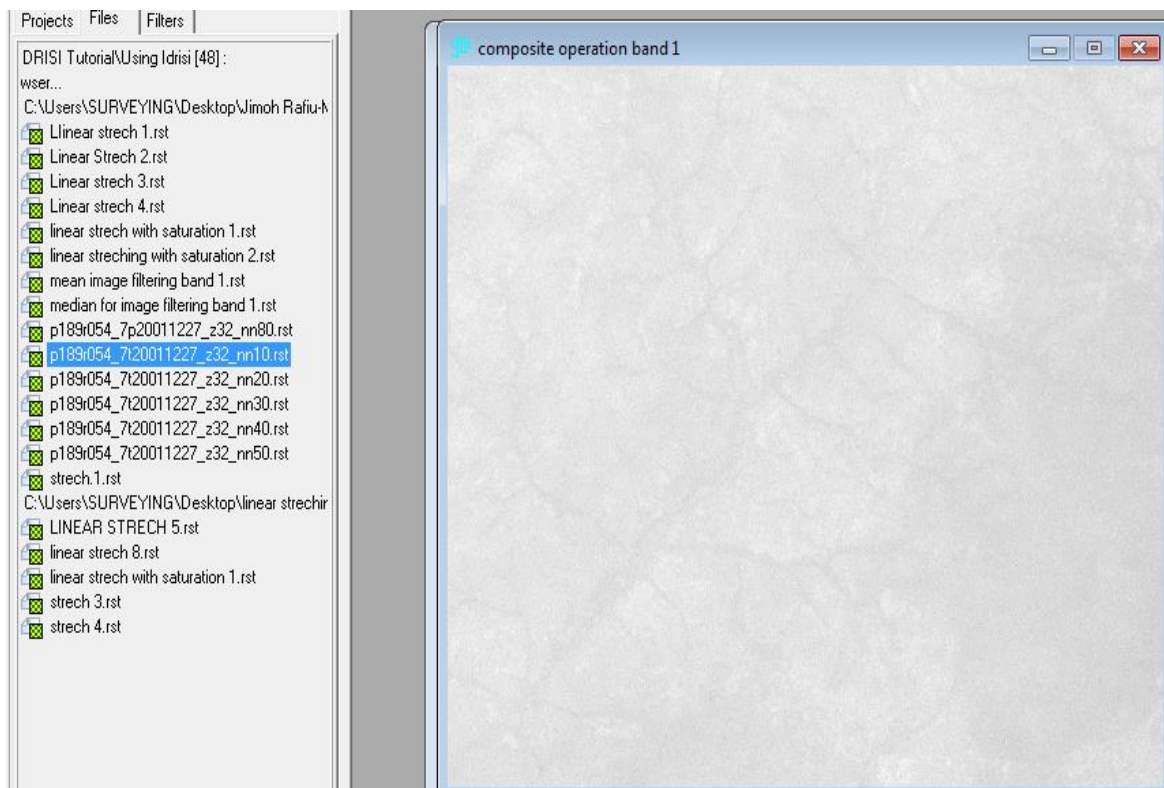 Projects Files Filters
DRISI Tutorial\Using Idrisi [48] :
wser...
C:\Users\SURVEYING\Desktop\Jimoh Rafiu-M
Llinear strech 1.rst
Linear Strech 2.rst
Linear strech 3.rst
Linear strech 4.rst
linear strech with saturation 1.rst
linear streching with saturation 2.rst
mean image filtering band 1.rst
median for image filtering band 1.rst
p189r054_7p20011227_z32_nn80.rst
p189r054_7t20011227_z32_nn10.rst
p189r054_7t20011227_z32_nn20.rst
p189r054_7t20011227_z32_nn30.rst
p189r054_7t20011227_z32_nn40.rst
p189r054_7t20011227_z32_nn50.rst
strech.1.rst
C:\Users\SURVEYING\Desktop\linear strechir
LINEAR STRECH 5.rst
linear strech 8.rst
linear strech with saturation 1.rst
strech 3.rst
strech 4.rst
composite operation band 1